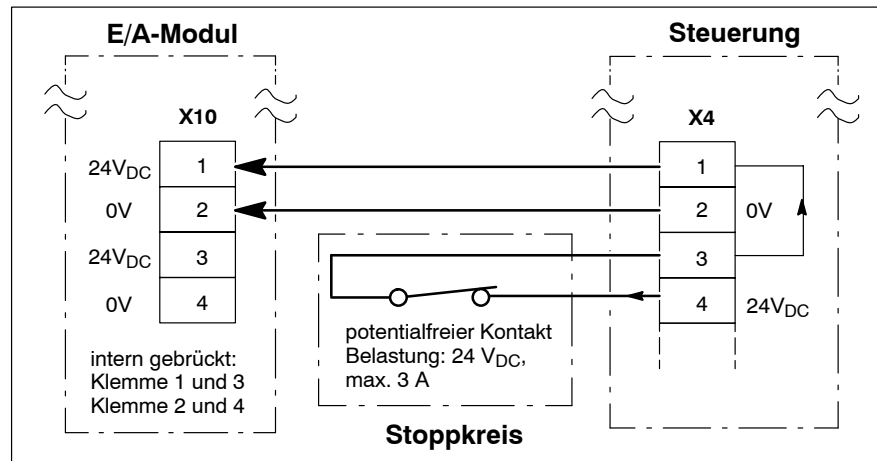 E/A-Modul
Steuerung
X10
X4
24VDC 1
1
0V 2
2 0V
24VDC 3
3
0V 4
4 24VDC
potentialfreier Kontakt
Belastung: 24 VDC,
max. 3 A
intern gebrückt:
Klemme 1 und 3
Klemme 2 und 4
Stoppkreis